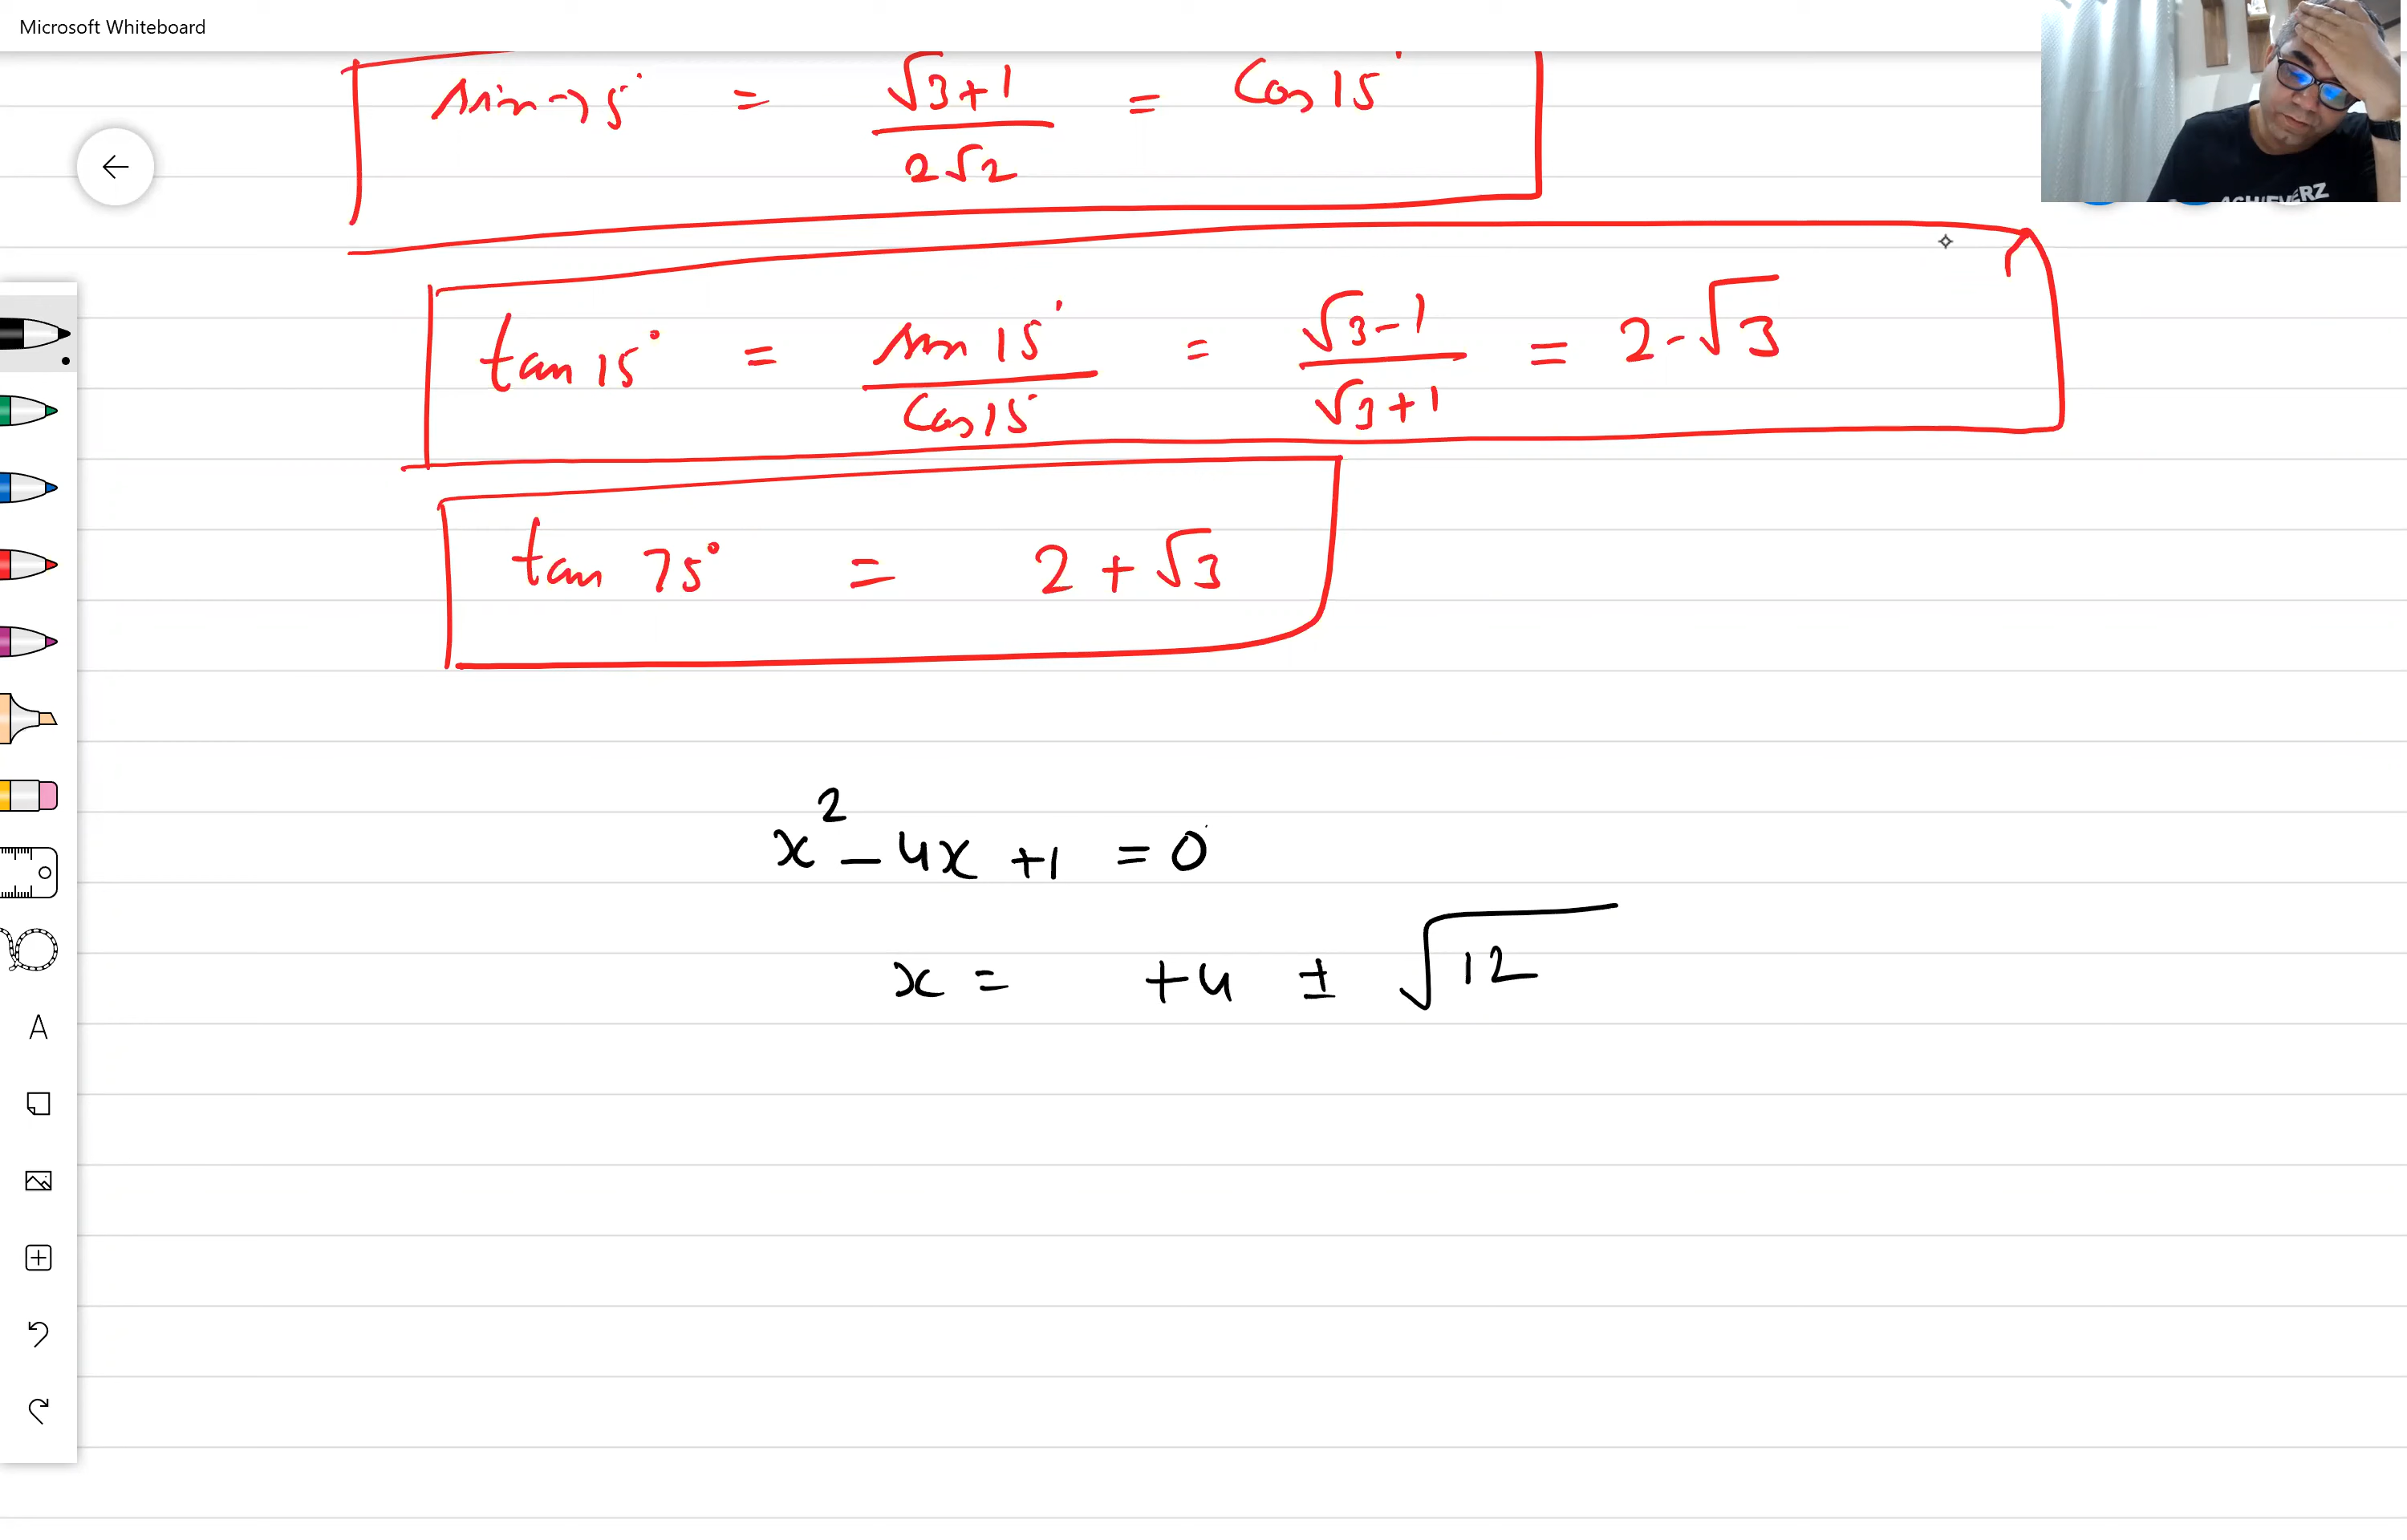 Microsoft Whiteboard
sin 75° = √3+1 / 2√2 = Cos 15°
tan 15° = sin 15° / Cos 15° = √3-1 / √3+1 = 2-√3
tan 75° = 2 + √3
x² - 4x + 1 = 0
x = +4 ± √12
A
ACHIEVERZ